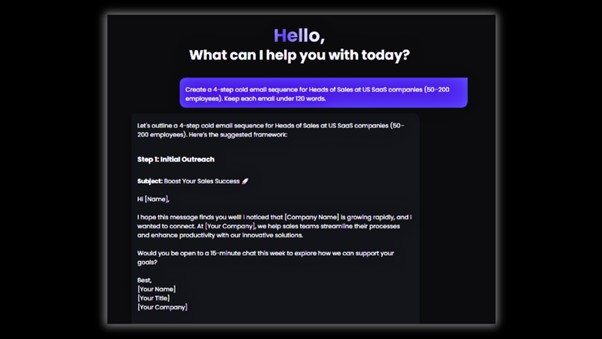 Hello,
What can I help you with today?
Create a 4-step cold email sequence for Heads of Sales at US SaaS companies (50-200
employees). Keep each email under 120 words.
Let's outline a 4-step cold email sequence for Heads of Sales at US SaaS companies (50-
200 employees). Here's the suggested framework:
Step 1: Initial Outreach
Subject: Boost Your Sales Success 🚀
Hi [Name],
I hope this message finds you well! I noticed that [Company Name] is growing rapidly, and I
wanted to connect. At [Your Company], we help sales teams streamline their processes
and enhance productivity with our innovative solutions.
Would you be open to a 15-minute chat this week to explore how we can support your
goals?
Best,
[Your Name]
[Your Title]
[Your Company]